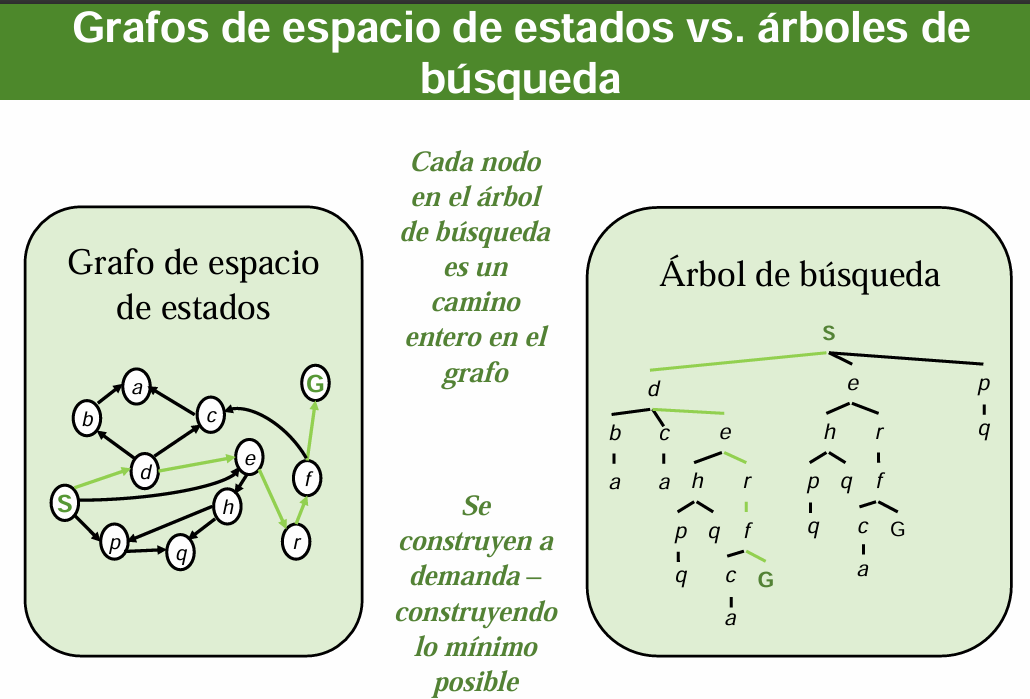 Grafos de espacio de estados vs. árboles de
búsqueda
Grafo de espacio
de estados
a
G
b
c
d
e
f
S
h
p
q
r
Cada nodo
en el árbol
de búsqueda
es un
camino
entero en el
grafo
Se
construyen a
demanda –
construyendo
lo mínimo
posible
Árbol de búsqueda
S
d e p
b c e h r q
a a h r p q f
p q f q c G
q c G a
a